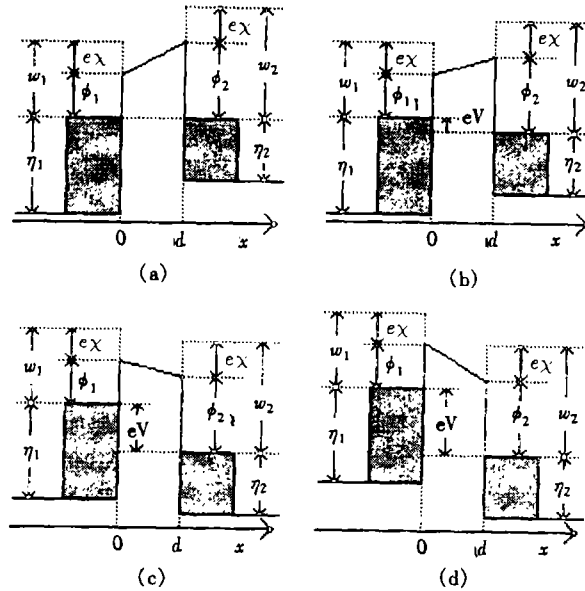 eχ
w₁
ϕ₁
η₁
eχ
ϕ₂
w₂
η₂
0
d
x
(a)
eχ
w₁
ϕ₁
η₁
eV
eχ
ϕ₂
w₂
η₂
0
d
x
(b)
eχ
w₁
ϕ₁
η₁
eV
eχ
ϕ₂
w₂
η₂
0
d
x
(c)
eχ
w₁
ϕ₁
η₁
eV
eχ
ϕ₂
w₂
η₂
0
d
x
(d)